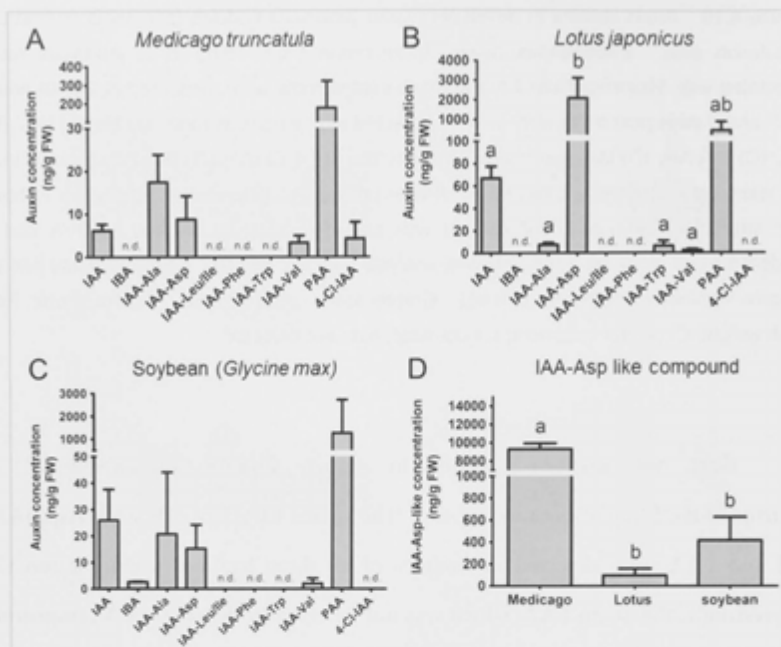 A
Medicago truncatula
Auxin concentration
(ng/g FW)
400
300
200
100
30
20
10
0
n.d.
n.d.
n.d.
n.d.
IAA
IBA
IAA-Ala
IAA-Asp
IAA-Leu/Ile
IAA-Phe
IAA-Trp
IAA-Val
PAA
4-Cl-IAA
B
Lotus japonicus
Auxin concentration
(ng/g FW)
4000
3000
2000
1000
100
80
60
40
20
0
a
n.d.
a
b
n.d.
n.d.
a
a
ab
n.d.
IAA
IBA
IAA-Ala
IAA-Asp
IAA-Leu/Ile
IAA-Phe
IAA-Trp
IAA-Val
PAA
4-Cl-IAA
C
Soybean (Glycine max)
Auxin concentration
(ng/g FW)
3000
2000
1000
50
40
30
20
10
0
n.d.
n.d.
n.d.
n.d.
IAA
IBA
IAA-Ala
IAA-Asp
IAA-Leu/Ile
IAA-Phe
IAA-Trp
IAA-Val
PAA
4-Cl-IAA
D
IAA-Asp like compound
IAA-Asp-like concentration
(ng/g FW)
14000
12000
10000
8000
1000
800
600
400
200
0
a
b
b
Medicago
Lotus
soybean